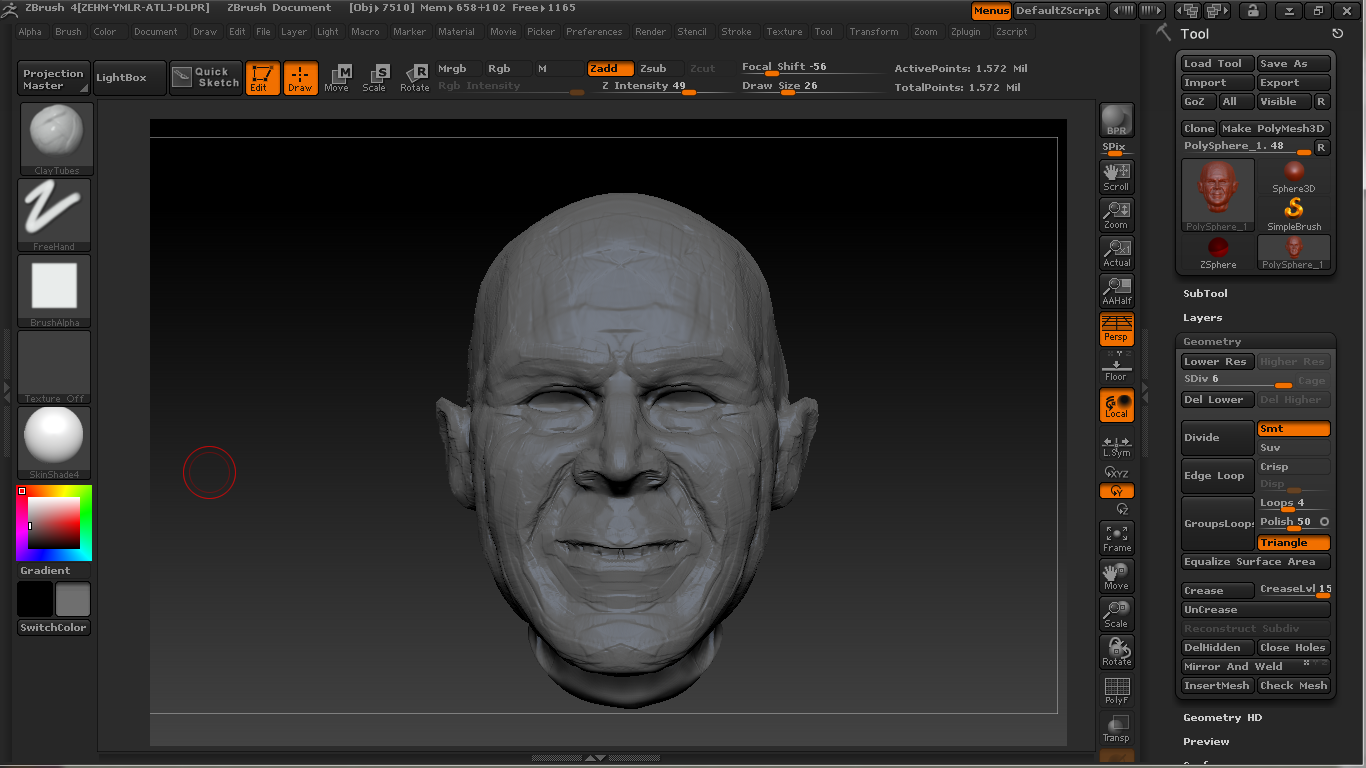 ZBrush 4[ZEHM-YMLR-ATLJ-DLPR] ZBrush Document [Obj▸7510] Mem▸658+102 Free▸1165 Menus DefaultZScript
Alpha Brush Color Document Draw Edit File Layer Light Macro Marker Material Movie Picker Preferences Render Stencil Stroke Texture Tool Transform Zoom Zplugin Zscript
Tool
Projection Master
LightBox
Quick Sketch
Edit
Draw
Move
Scale
Rotate
Mrgb Rgb M Zadd Zsub Zcut
Rgb Intensity Z Intensity 49
Focal Shift -56
Draw Size 26
ActivePoints: 1.572 Mil
TotalPoints: 1.572 Mil
ClayTubes
FreeHand
BrushAlpha
Texture Off
SkinShade4
Gradient
SwitchColor
BPR
SPix
Scroll
Zoom
Actual
AAHalf
Persp
Floor
Local
L.Sym
XYZ
Y
Z
Frame
Move
Scale
Rotate
PolyF
Transp
Load Tool Save As
Import Export
GoZ All Visible R
Clone Make PolyMesh3D
PolySphere_1. 48 R
PolySphere_1
Sphere3D
SimpleBrush
ZSphere
PolySphere_1
SubTool
Layers
Geometry
Lower Res Higher Res
SDiv 6 Cage
Del Lower Del Higher
Divide Smt
Suv
Edge Loop Crisp
Disp
GroupsLoops Loops 4
Polish 50
Triangle
Equalize Surface Area
Crease CreaseLvl 15
UnCrease
Reconstruct Subdiv
DelHidden Close Holes
Mirror And Weld
InsertMesh Check Mesh
Geometry HD
Preview